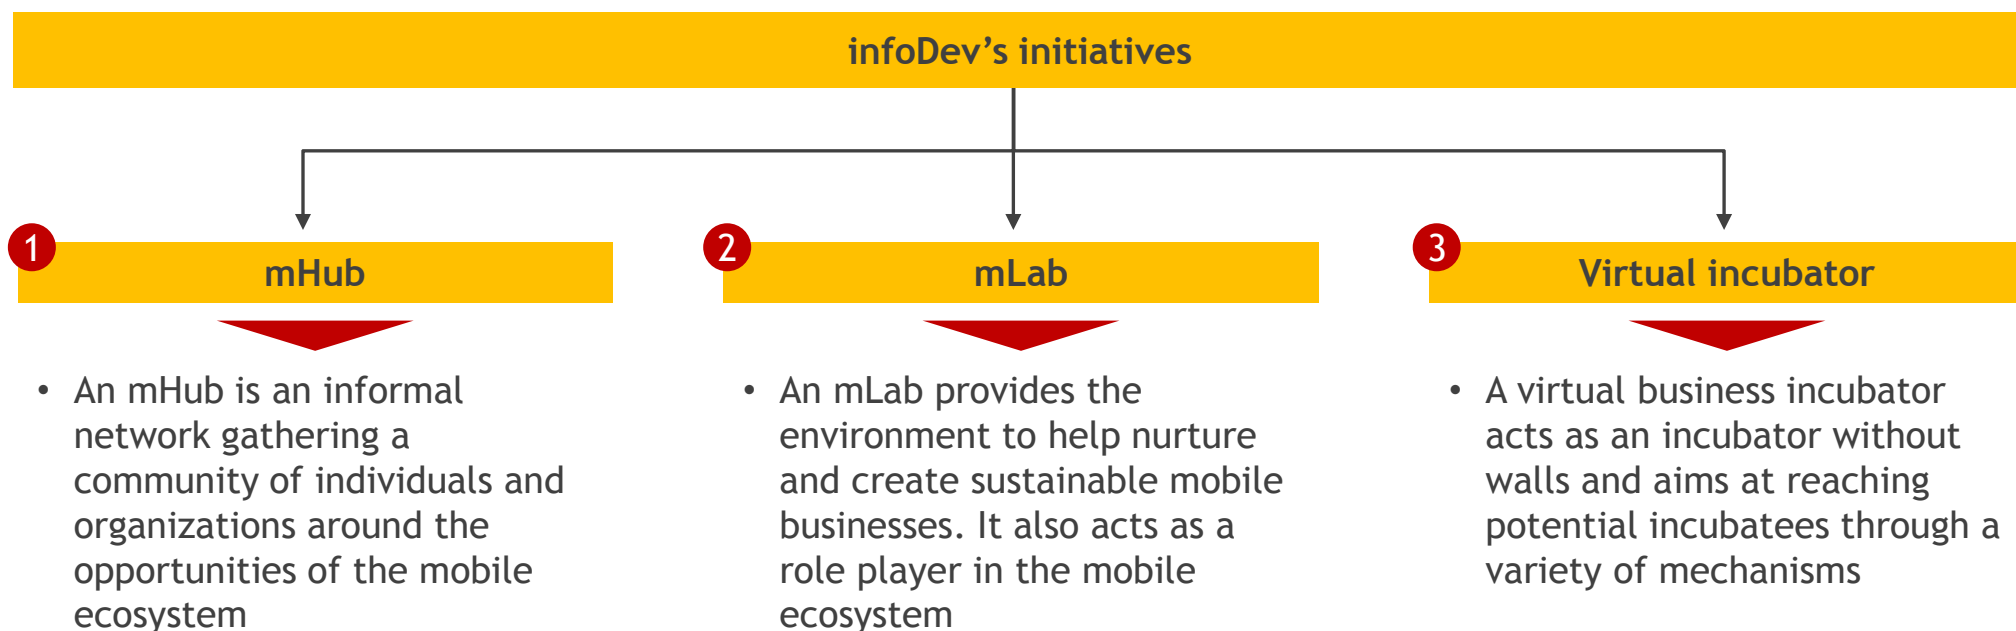 infoDev’s initiatives
1
mHub
• An mHub is an informal
network gathering a
community of individuals and
organizations around the
opportunities of the mobile
ecosystem
2
mLab
• An mLab provides the
environment to help nurture
and create sustainable mobile
businesses. It also acts as a
role player in the mobile
ecosystem
3
Virtual incubator
• A virtual business incubator
acts as an incubator without
walls and aims at reaching
potential incubatees through a
variety of mechanisms